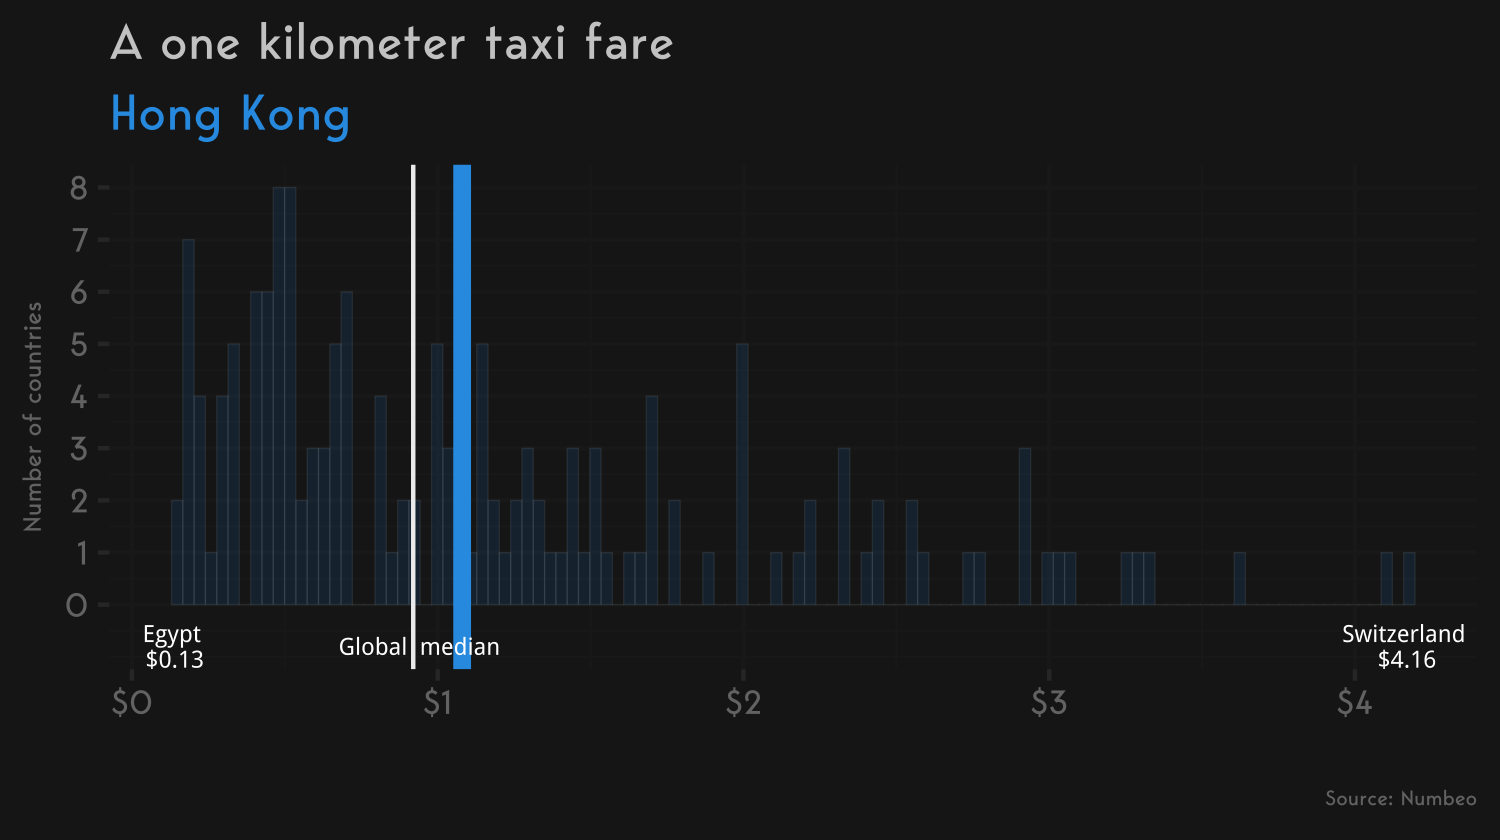 A one kilometer taxi fare
Hong Kong
Number of countries
8
7
6
5
4
3
2
1
0
Egypt
$0.13
Global median
Switzerland
$4.16
$0 $1 $2 $3 $4
Source: Numbeo